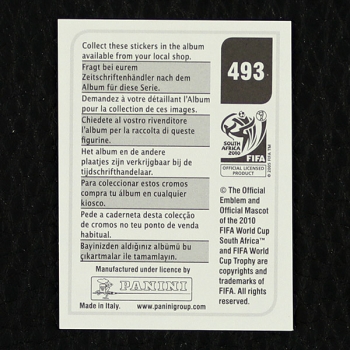 Collect these stickers in the album
available from your local shop.
Fragt bei eurem
Zeitschriftenhändler nach dem
Album für diese Serie.
Demandez à votre détaillant l'Album
pour la collection de ces images.
Chiedete al vostro rivenditore
l'album per la raccolta di queste
figurine.
Het album en de andere
plaatjes zijn verkrijgbaar bij de
tijdschrifthandelaar.
Para coleccionar estos cromos
compra tu álbum en cualquier
kiosco.
Pede a caderneta desta colecção
de cromos no teu ponto de venda
habitual.
Bayinizden aldığınız albümü bu
çıkartmalar ile tamamlayın.
Manufactured under licence by
PANINI
Made in Italy. www.paninigroup.com
493
SOUTH AFRICA
2010
FIFA
OFFICIAL LICENSED
PRODUCT
© 2005 FIFA TM
© The Official
Emblem and
Official Mascot
of the 2010
FIFA World Cup
South Africa™
and FIFA World
Cup Trophy are
copyrights and
trademarks of
FIFA. All rights
reserved.